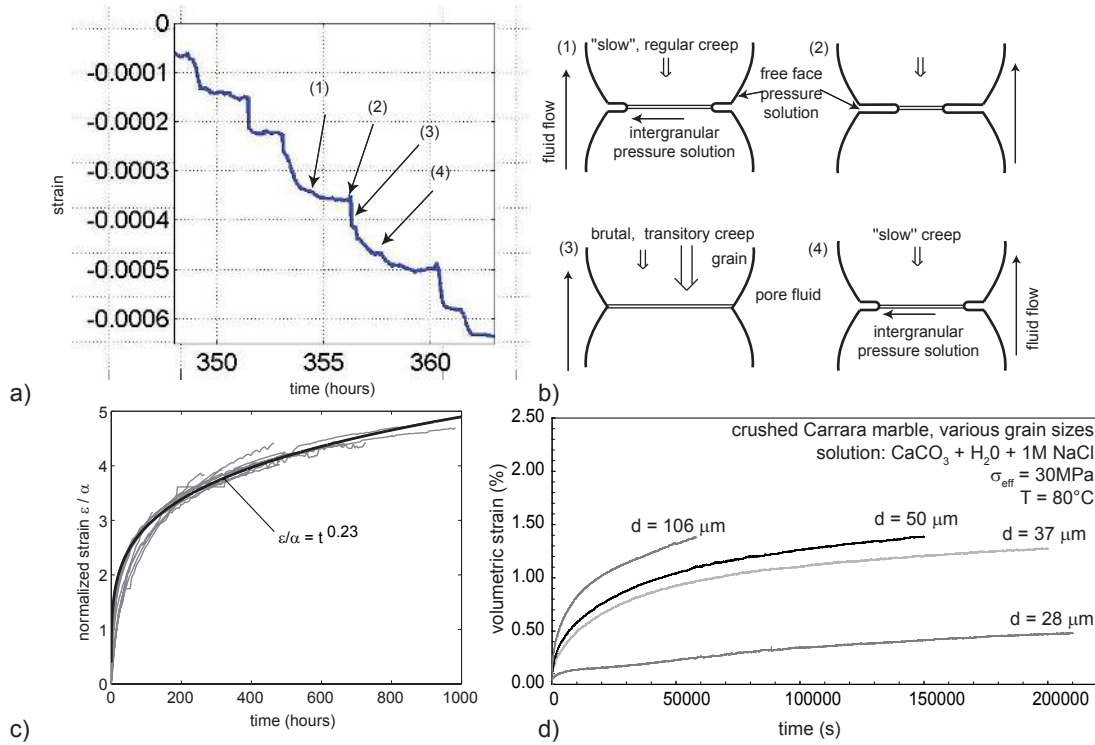 0
-0.0001
-0.0002
-0.0003
-0.0004
-0.0005
-0.0006
strain
350
355
360
time (hours)
(1)
(2)
(3)
(4)
a)
(1)
"slow", regular creep
fluid flow
intergranular
pressure solution
free face
pressure
solution
(2)
(3)
brutal, transitory creep
grain
pore fluid
(4)
"slow" creep
intergranular
pressure solution
fluid flow
b)
5
4
3
2
1
0
normalized strain ε / α
0
200
400
600
800
1000
time (hours)
ε/α = t 0.23
c)
2.50
2.00
1.50
1.00
0.50
0.00
volumetric strain (%)
crushed Carrara marble, various grain sizes
solution: CaCO3 + H20 + 1M NaCl
σeff = 30MPa
T = 80°C
d = 106 µm
d = 50 µm
d = 37 µm
d = 28 µm
0
50000
100000
150000
200000
time (s)
d)